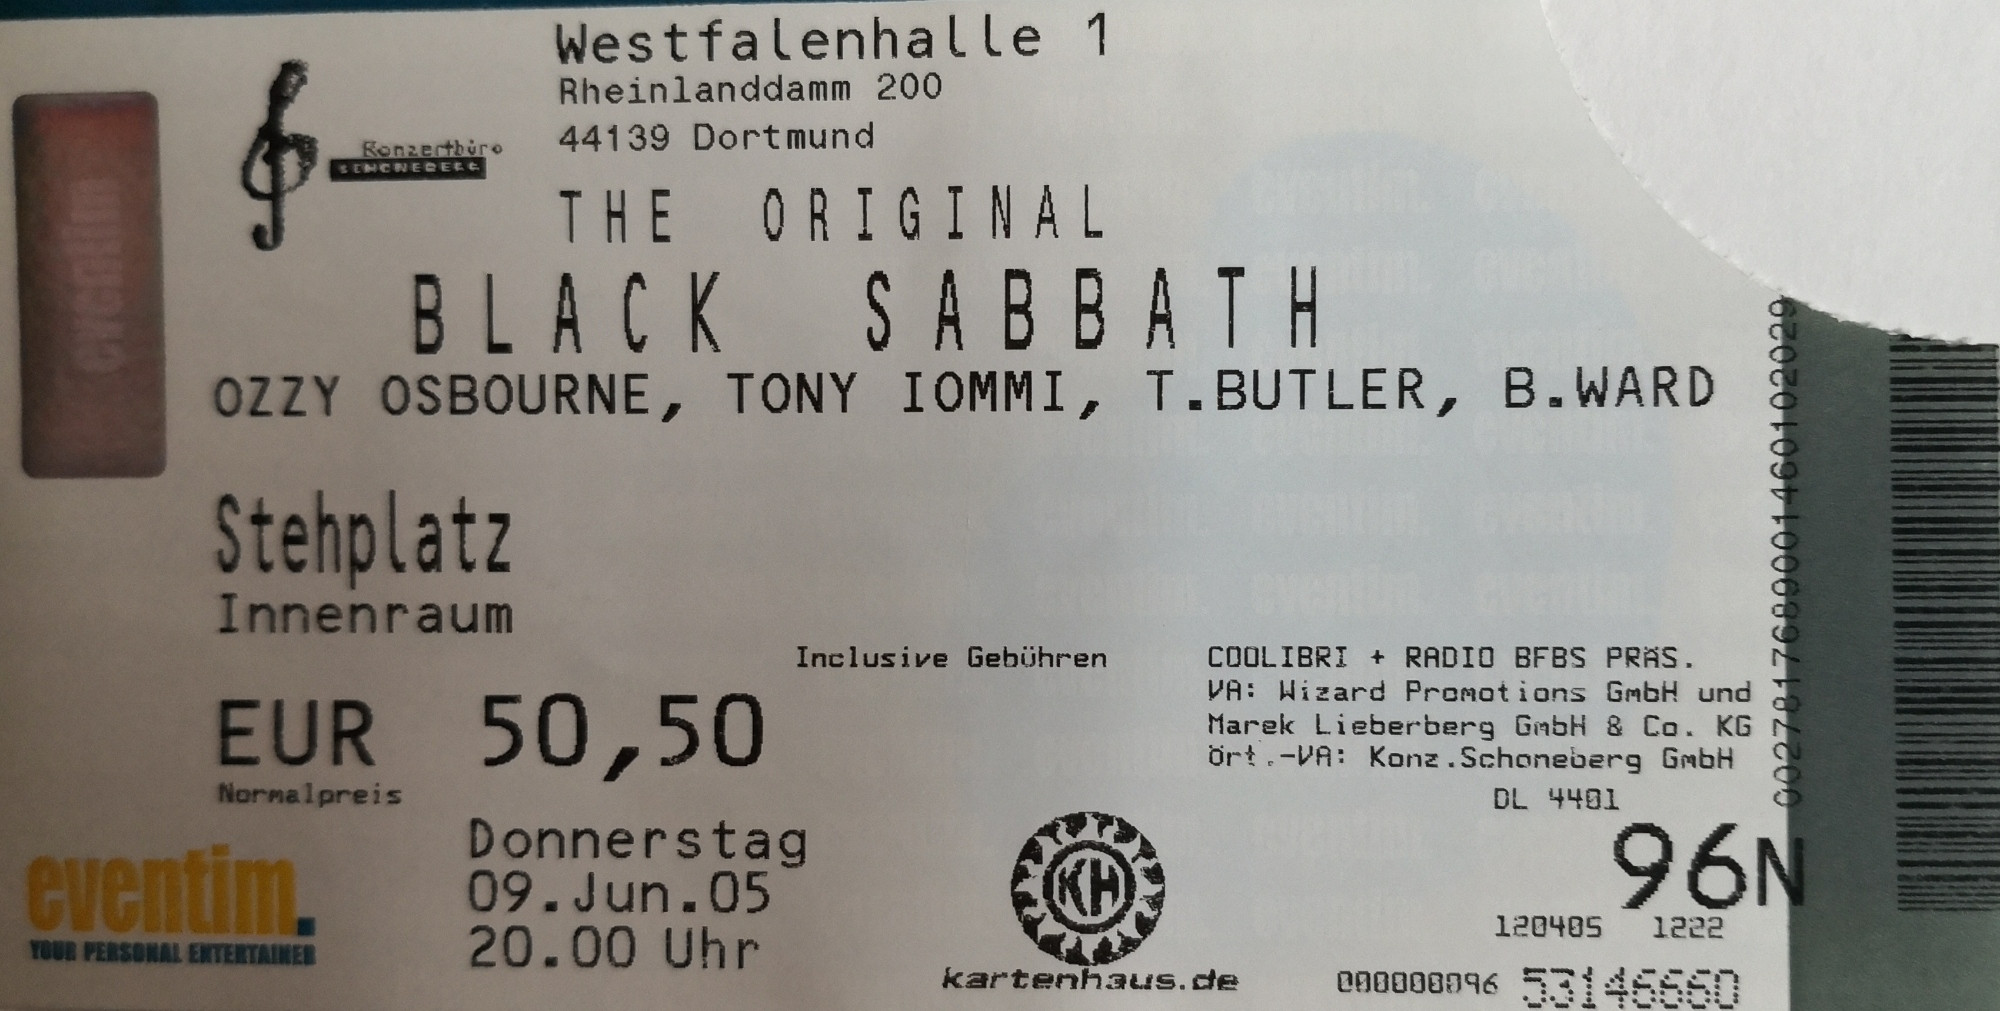 Westfalenhalle 1
Rheinlanddamm 200
44139 Dortmund
Konzertbüro
SCHONEBERG
THE ORIGINAL
BLACK SABBATH
OZZY OSBOURNE, TONY IOMMI, T.BUTLER, B.WARD
Stehplatz
Innenraum
Inclusive Gebühren
EUR 50,50
Normalpreis
COOLIBRI + RADIO BFBS PRÄS.
VA: Wizard Promotions GmbH und
Marek Lieberberg GmbH & Co. KG
Ört.-VA: Konz.Schoneberg GmbH
DL 4401
96N
120405 1222
000000096 53146660
Donnerstag
09.Jun.05
20.00 Uhr
eventim.
YOUR PERSONAL ENTERTAINER
KH
kartenhaus.de
eventim